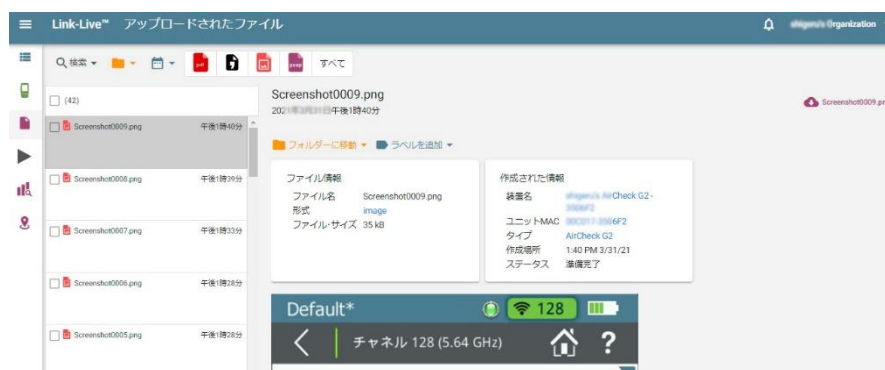 Link-Live™ アップロードされたファイル
Organization
検索
pdf
pcap
すべて
(42)
Screenshot0009.png 午後1時40分
Screenshot0008.png 午後1時39分
Screenshot0007.png 午後1時33分
Screenshot0006.png 午後1時28分
Screenshot0005.png 午後1時28分
Screenshot0009.png
午後1時40分
フォルダーに移動 ラベルを追加
ファイル情報
ファイル名 Screenshot0009.png
形式 image
ファイル・サイズ 35 kB
作成された情報
装置名 AirCheck G2 -
ユニットMAC 6F2
タイプ AirCheck G2
作成場所 1:40 PM 3/31/21
ステータス 準備完了
Default* 128
チャネル 128 (5.64 GHz) ?